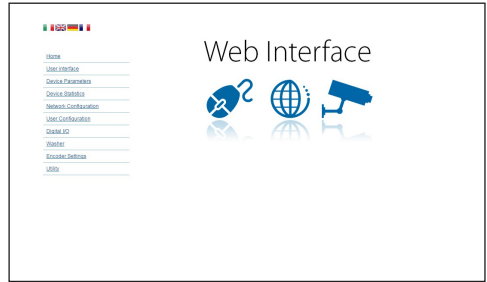 Web Interface
Home
User interface
Device Parameters
Device Statistics
Network Configuration
User Configuration
Digital I/O
Washer
Encoder Settings
Utility